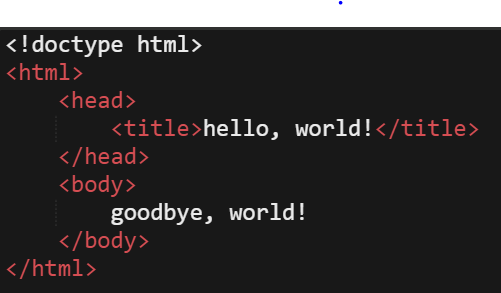 <!doctype html>
<html>
    <head>
        <title>hello, world!</title>
    </head>
    <body>
        goodbye, world!
    </body>
</html>